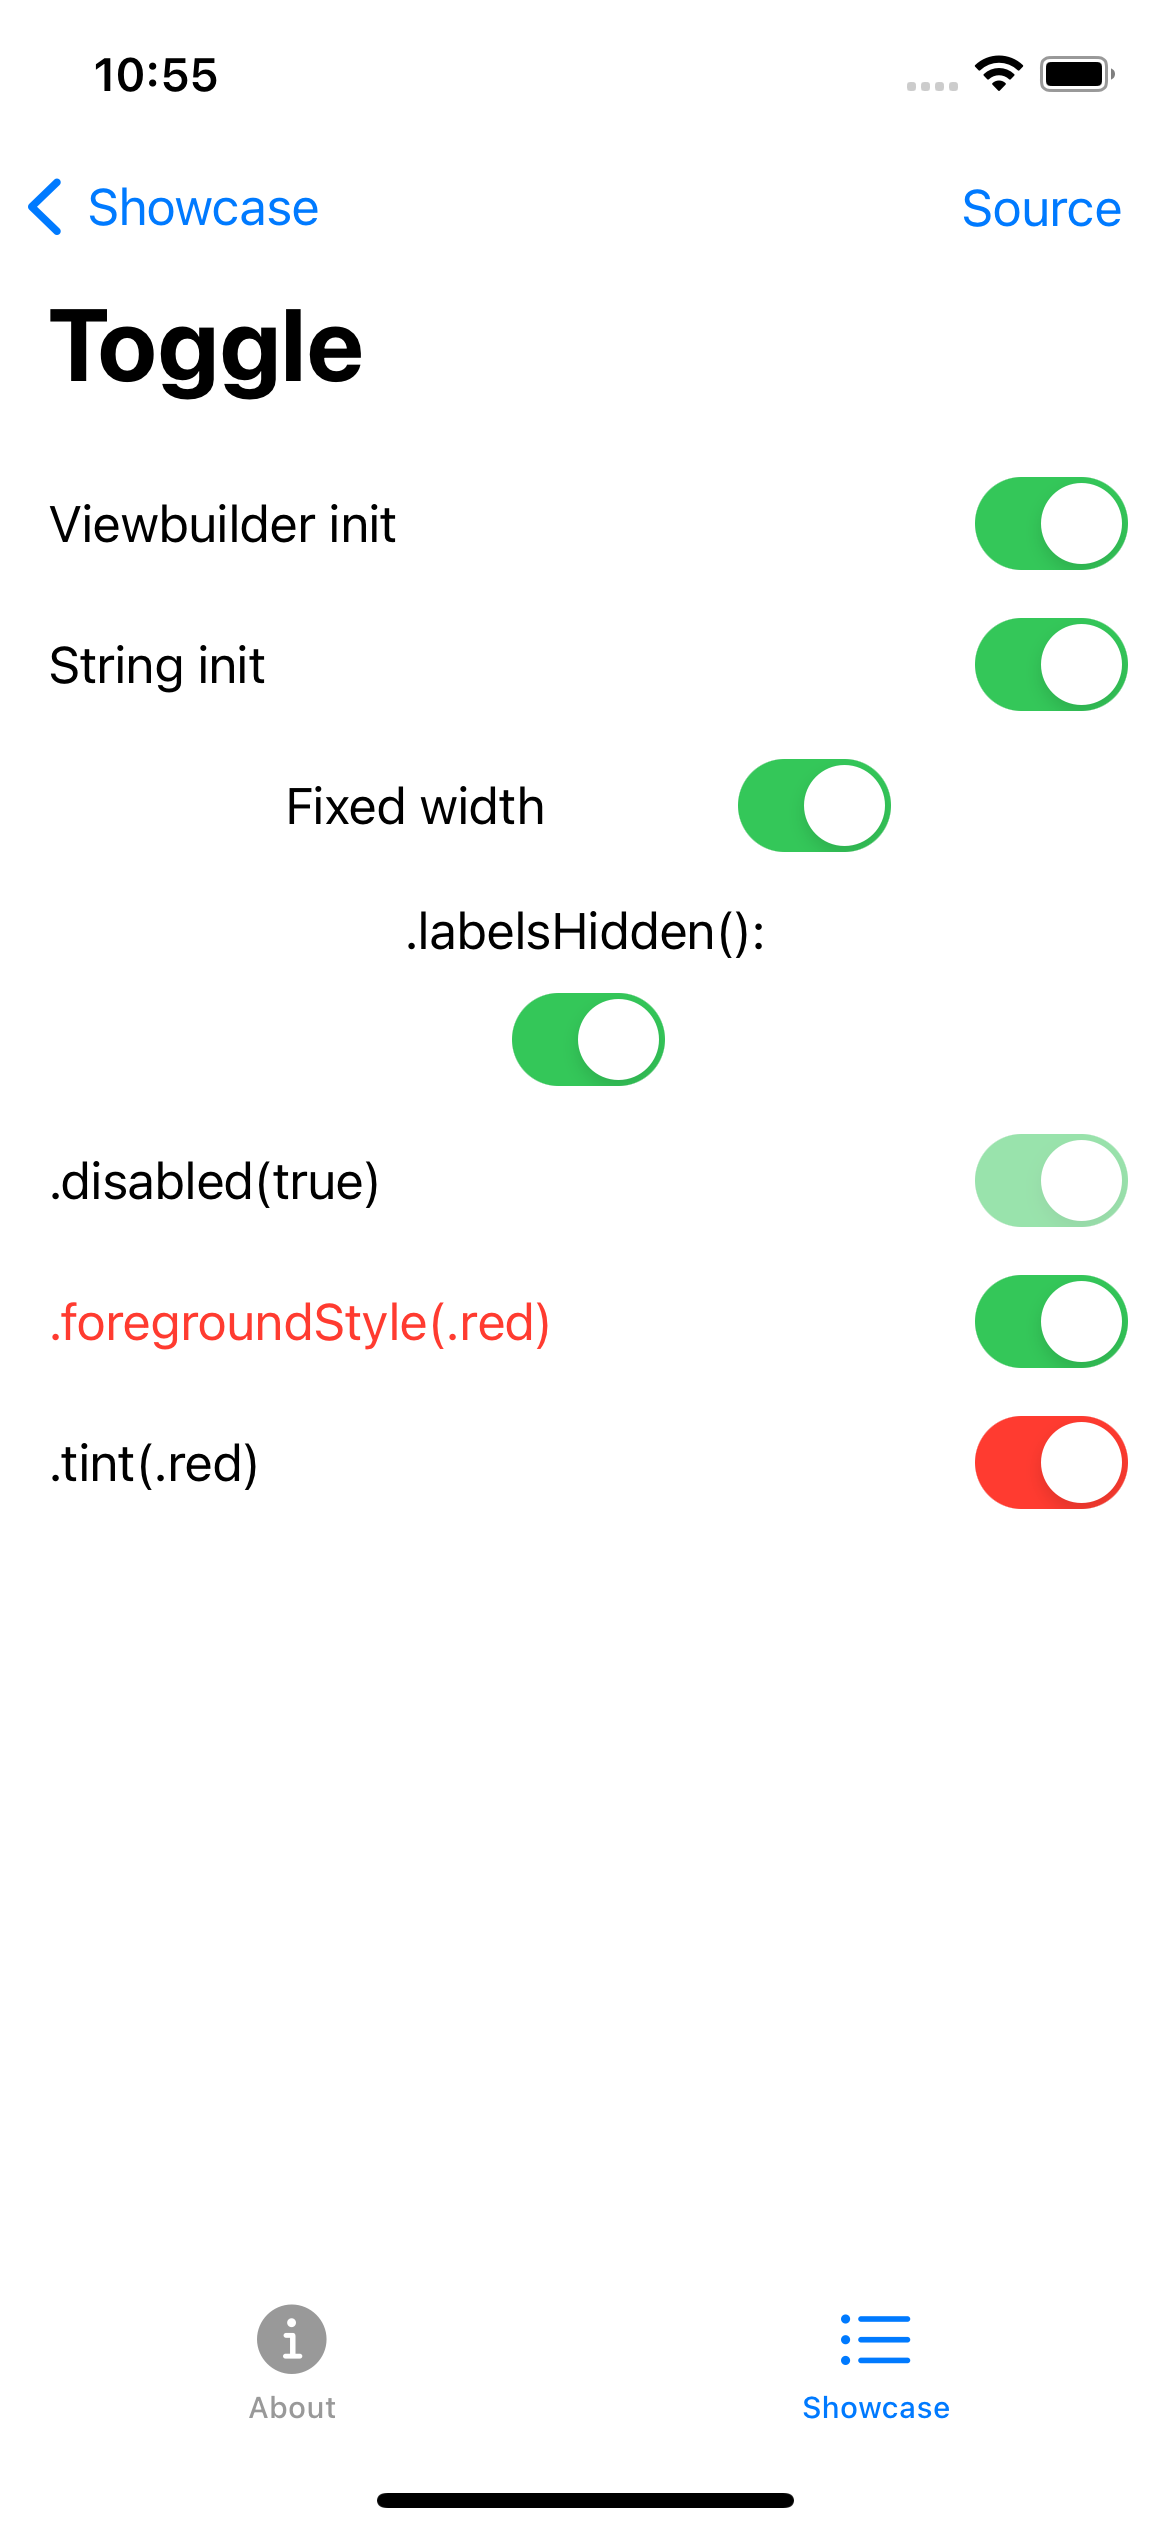 10:55
Showcase
Source
Toggle
Viewbuilder init
String init
Fixed width
.labelsHidden():
.disabled(true)
.foregroundStyle(.red)
.tint(.red)
About
Showcase